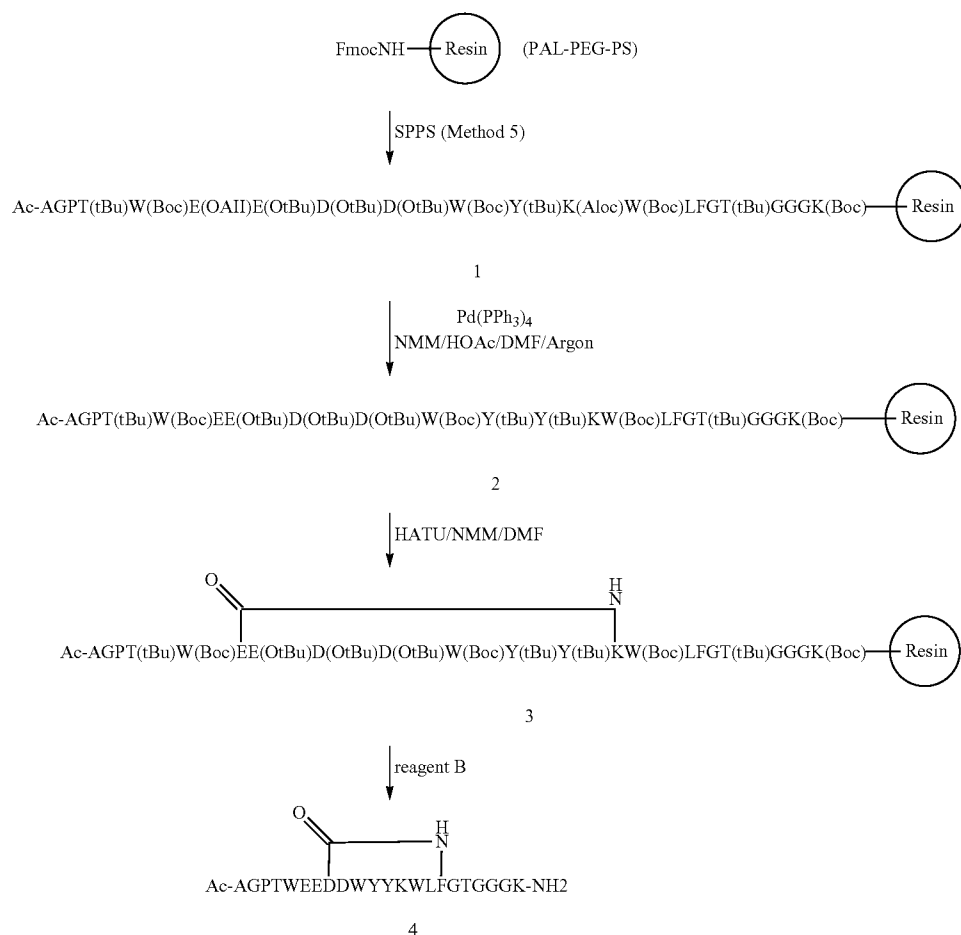 FmocNH Resin (PAL-PEG-PS)
SPPS (Method 5)
Ac-AGPT(tBu)W(Boc)E(OAII)E(OtBu)D(OtBu)D(OtBu)W(Boc)Y(tBu)K(Aloc)W(Boc)LFGT(tBu)GGGK(Boc) Resin
1
Pd(PPh3)4
NMM/HOAc/DMF/Argon
Ac-AGPT(tBu)W(Boc)EE(OtBu)D(OtBu)D(OtBu)W(Boc)Y(tBu)Y(tBu)KW(Boc)LFGT(tBu)GGGK(Boc) Resin
2
HATU/NMM/DMF
O H
N
Ac-AGPT(tBu)W(Boc)EE(OtBu)D(OtBu)D(OtBu)W(Boc)Y(tBu)Y(tBu)KW(Boc)LFGT(tBu)GGGK(Boc) Resin
3
reagent B
O H
N
Ac-AGPTWEEDDWYYKWLFGTGGGK-NH2
4